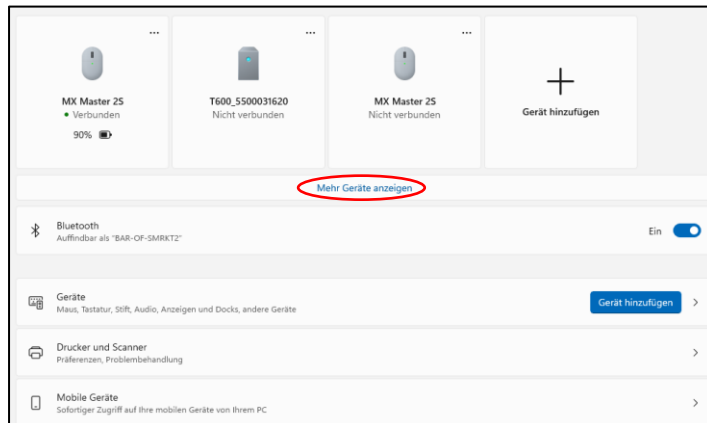 MX Master 2S
Verbunden
90%
T600_5500031620
Nicht verbunden
MX Master 2S
Nicht verbunden
Gerät hinzufügen
Mehr Geräte anzeigen
Bluetooth
Auffindbar als "BAR-OF-SMRKT2"
Ein
Geräte
Maus, Tastatur, Stift, Audio, Anzeigen und Docks, andere Geräte
Gerät hinzufügen
Drucker und Scanner
Präferenzen, Problembehandlung
Mobile Geräte
Sofortiger Zugriff auf Ihre mobilen Geräte von Ihrem PC